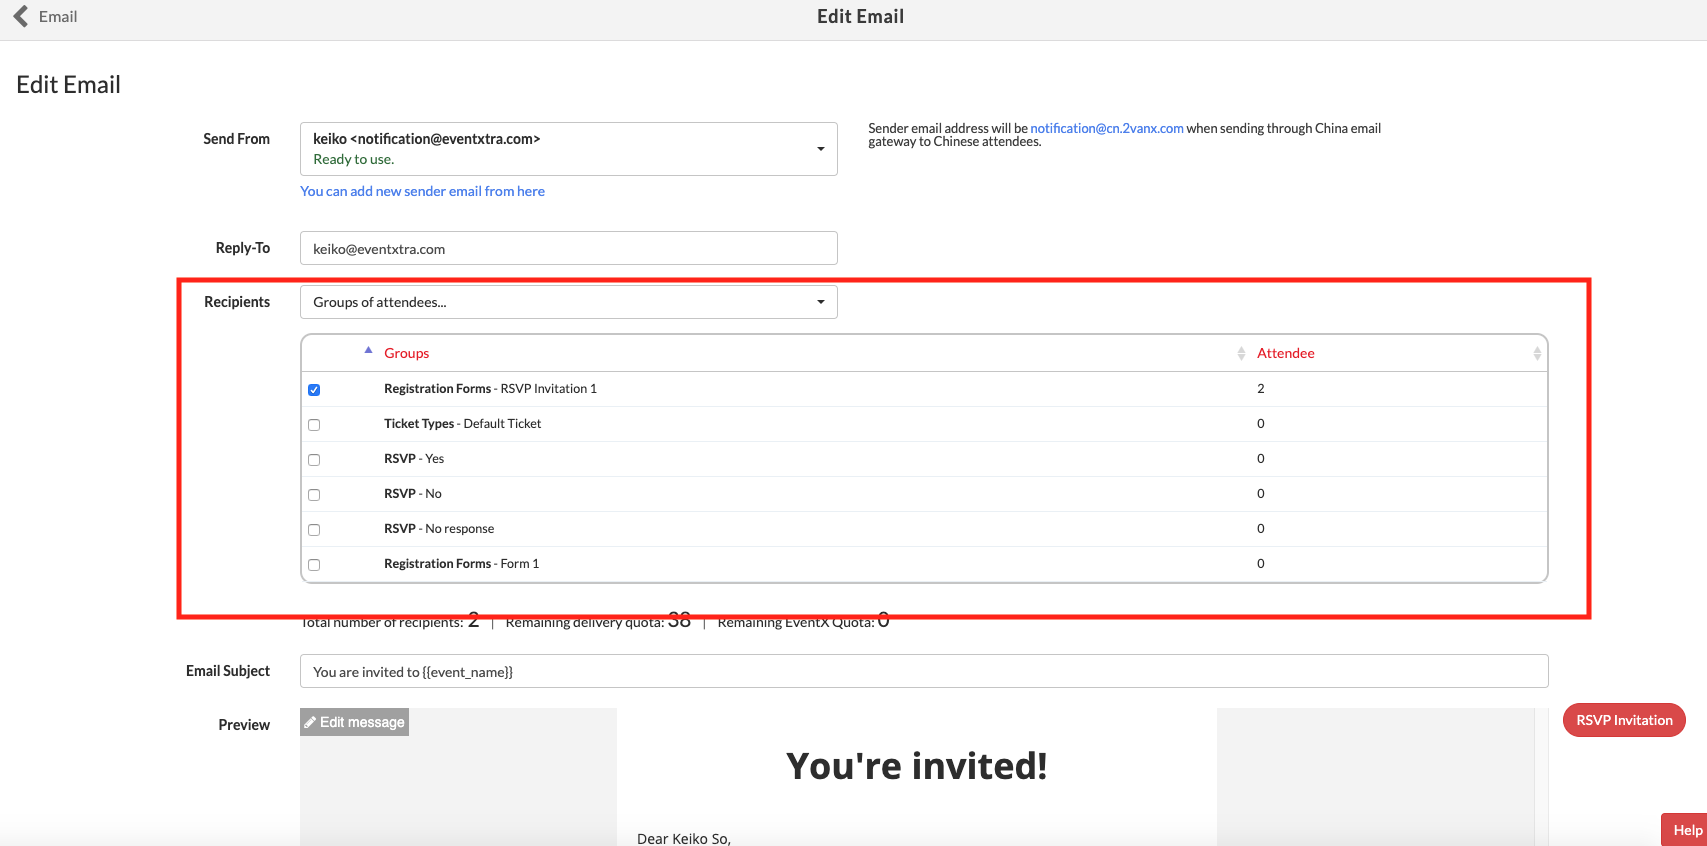 Email
Edit Email
Edit Email
Send From
keiko <notification@eventxtra.com>
Ready to use.
Sender email address will be notification@cn.2vanx.com when sending through China email
gateway to Chinese attendees.
You can add new sender email from here
Reply-To
keiko@eventxtra.com
Recipients
Groups of attendees...
Groups Attendee
Registration Forms - RSVP Invitation 1 2
Ticket Types - Default Ticket 0
RSVP - Yes 0
RSVP - No 0
RSVP - No response 0
Registration Forms - Form 1 0
Total number of recipients: 2 | Remaining delivery quota: 38 | Remaining EventX Quota: 0
Email Subject
You are invited to {{event_name}}
Preview
Edit message
RSVP Invitation
You're invited!
Dear Keiko So,
Help